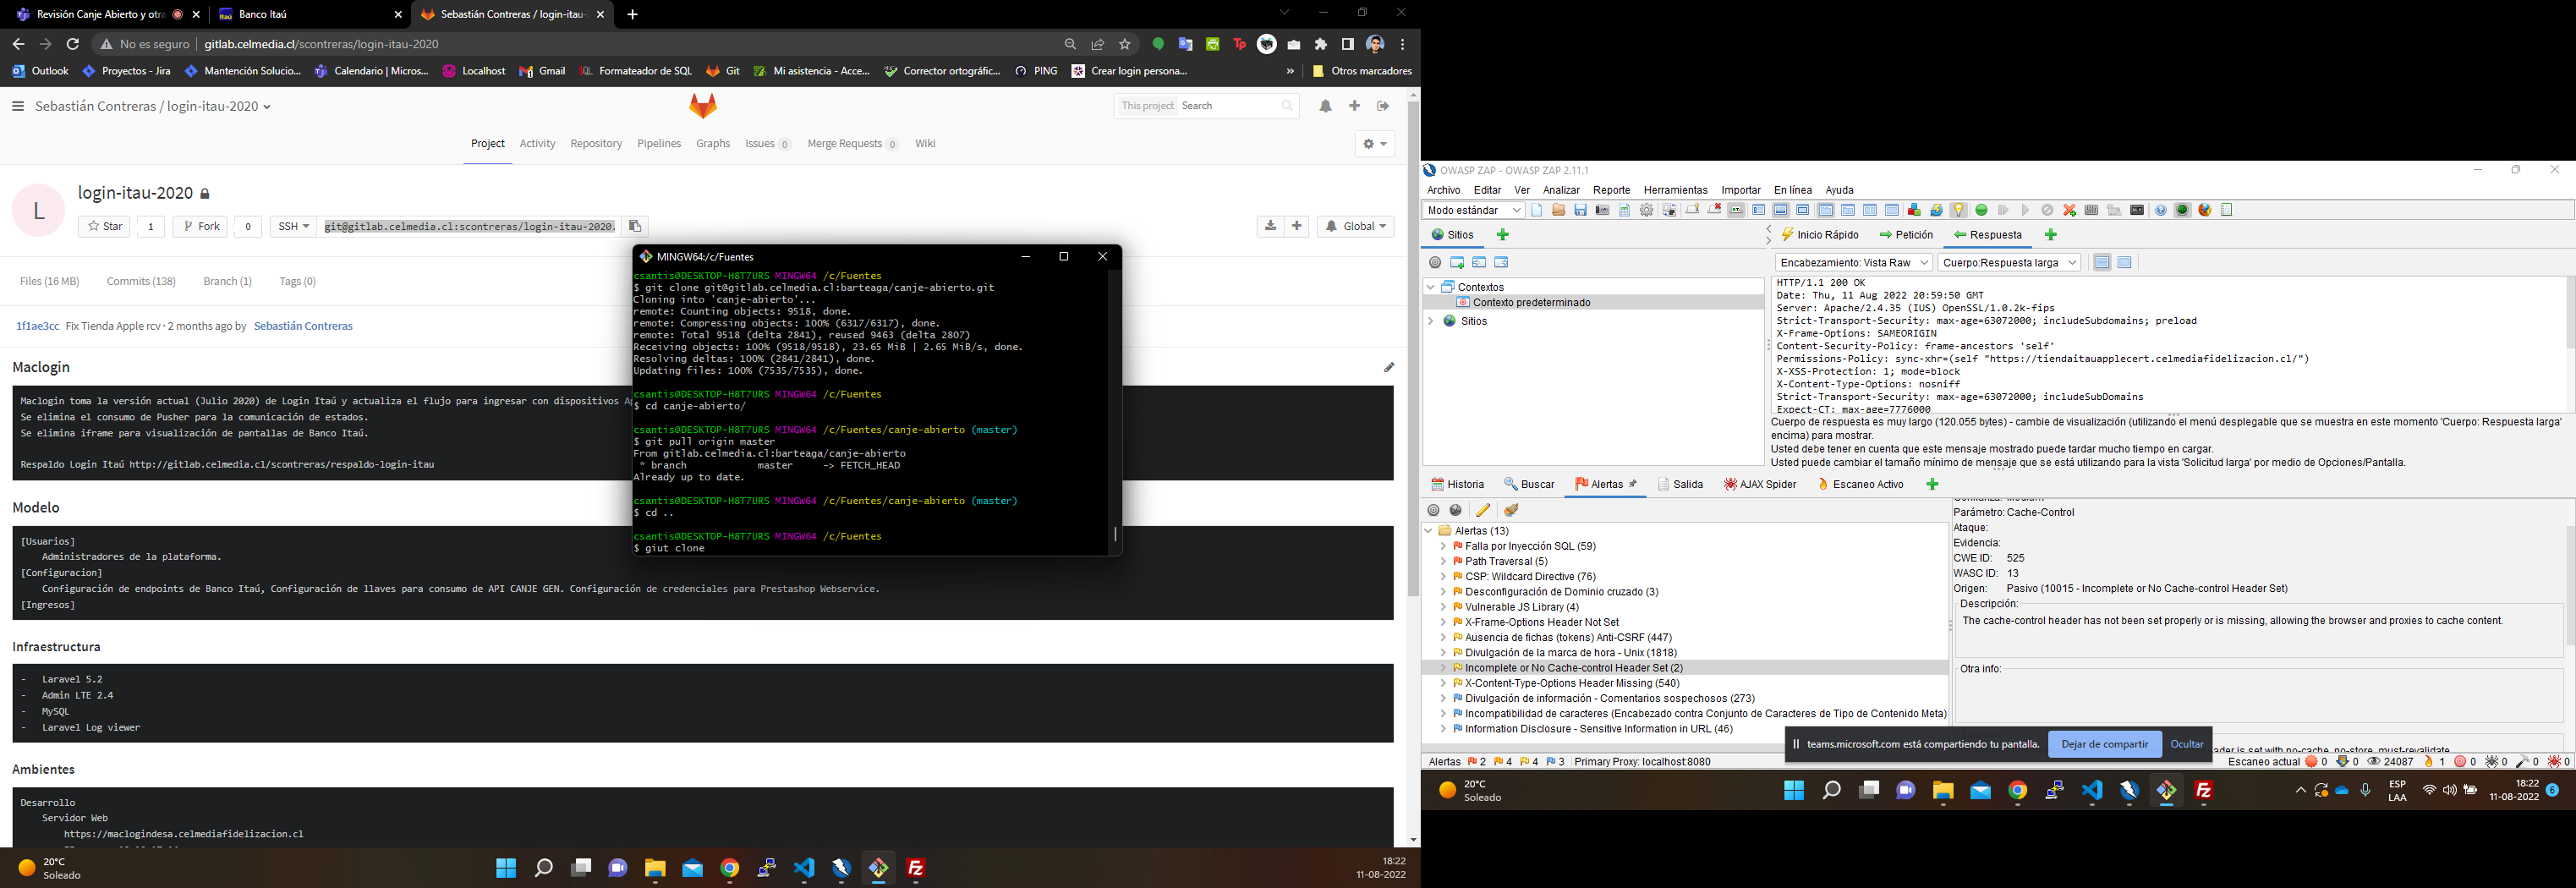 Revisión Canje Abierto y otra
Banco Itaú
Sebastián Contreras / login-itau-
No es seguro
gitlab.celmedia.cl/scontreras/login-itau-2020
Outlook
Proyectos - Jira
Mantención Solucio...
Calendario | Micros...
Localhost
Gmail
Formateador de SQL
Git
Mi asistencia - Acce...
Corrector ortográfic...
PING
Crear login persona...
»
Otros marcadores
Sebastián Contreras / login-itau-2020
This project
Search
Project
Activity
Repository
Pipelines
Graphs
Issues 0
Merge Requests 0
Wiki
L
login-itau-2020
Star
1
Fork
0
SSH
git@gitlab.celmedia.cl:scontreras/login-itau-2020.
Global
Files (16 MB)
Commits (138)
Branch (1)
Tags (0)
1f1ae3cc Fix Tienda Apple rcv · 2 months ago by Sebastián Contreras
Maclogin
Maclogin toma la versión actual (Julio 2020) de Login Itaú y actualiza el flujo para ingresar con dispositivos Ap
Se elimina el consumo de Pusher para la comunicación de estados.
Se elimina iframe para visualización de pantallas de Banco Itaú.
Respaldo Login Itaú http://gitlab.celmedia.cl/scontreras/respaldo-login-itau
Modelo
[Usuarios]
Administradores de la plataforma.
[Configuracion]
Configuración de endpoints de Banco Itaú, Configuración de llaves para consumo de API CANJE GEN. Configuración de credenciales para Prestashop Webservice.
[Ingresos]
Infraestructura
- Laravel 5.2
- Admin LTE 2.4
- MySQL
- Laravel Log viewer
Ambientes
Desarrollo
Servidor Web
https://maclogindesa.celmediafidelizacion.cl
MINGW64:/c/Fuentes
csantis@DESKTOP-H8T7URS MINGW64 /c/Fuentes
$ git clone git@gitlab.celmedia.cl:barteaga/canje-abierto.git
Cloning into 'canje-abierto'...
remote: Counting objects: 9518, done.
remote: Compressing objects: 100% (6317/6317), done.
remote: Total 9518 (delta 2841), reused 9463 (delta 2807)
Receiving objects: 100% (9518/9518), 23.65 MiB | 2.65 MiB/s, done.
Resolving deltas: 100% (2841/2841), done.
Updating files: 100% (7535/7535), done.
csantis@DESKTOP-H8T7URS MINGW64 /c/Fuentes
$ cd canje-abierto/
csantis@DESKTOP-H8T7URS MINGW64 /c/Fuentes/canje-abierto (master)
$ git pull origin master
From gitlab.celmedia.cl:barteaga/canje-abierto
* branch master -> FETCH_HEAD
Already up to date.
csantis@DESKTOP-H8T7URS MINGW64 /c/Fuentes/canje-abierto (master)
$ cd ..
csantis@DESKTOP-H8T7URS MINGW64 /c/Fuentes
$ giut clone
20°C
Soleado
18:22
11-08-2022
OWASP ZAP - OWASP ZAP 2.11.1
Archivo Editar Ver Analizar Reporte Herramientas Importar En línea Ayuda
Modo estándar
Sitios
Inicio Rápido
Petición
Respuesta
Encabezamiento: Vista Raw
Cuerpo:Respuesta larga
Contextos
Contexto predeterminado
Sitios
HTTP/1.1 200 OK
Date: Thu, 11 Aug 2022 20:59:50 GMT
Server: Apache/2.4.35 (IUS) OpenSSL/1.0.2k-fips
Strict-Transport-Security: max-age=63072000; includeSubdomains; preload
X-Frame-Options: SAMEORIGIN
Content-Security-Policy: frame-ancestors 'self'
Permissions-Policy: sync-xhr=(self "https://tiendaitauapplecert.celmediafidelizacion.cl/")
X-XSS-Protection: 1; mode=block
X-Content-Type-Options: nosniff
Strict-Transport-Security: max-age=63072000; includeSubDomains
Expect-CT: max-age=7776000
Cuerpo de respuesta es muy largo (120.055 bytes) - cambie de visualización (utilizando el menú desplegable que se muestra en este momento 'Cuerpo: Respuesta larga'
encima) para mostrar.
Usted debe tener en cuenta que este mensaje mostrado puede tardar mucho tiempo en cargar.
Usted puede cambiar el tamaño mínimo de mensaje que se está utilizando para la vista 'Solicitud larga' por medio de Opciones/Pantalla.
Historia
Buscar
Alertas
Salida
AJAX Spider
Escaneo Activo
Alertas (13)
Falla por Inyección SQL (59)
Path Traversal (5)
CSP: Wildcard Directive (76)
Desconfiguración de Dominio cruzado (3)
Vulnerable JS Library (4)
X-Frame-Options Header Not Set
Ausencia de fichas (tokens) Anti-CSRF (447)
Divulgación de la marca de hora - Unix (1818)
Incomplete or No Cache-control Header Set (2)
X-Content-Type-Options Header Missing (540)
Divulgación de información - Comentarios sospechosos (273)
Incompatibilidad de caracteres (Encabezado contra Conjunto de Caracteres de Tipo de Contenido Meta)
Information Disclosure - Sensitive Information in URL (46)
Confianza: Medium
Parámetro: Cache-Control
Ataque:
Evidencia:
CWE ID: 525
WASC ID: 13
Origen: Pasivo (10015 - Incomplete or No Cache-control Header Set)
Descripción:
The cache-control header has not been set properly or is missing, allowing the browser and proxies to cache content.
Otra info:
ader is set with no-cache, no-store, must-revalidate
teams.microsoft.com está compartiendo tu pantalla.
Dejar de compartir
Ocultar
Alertas 2 4 4 3 Primary Proxy: localhost:8080
Escaneo actual 0 0 24087 1 0 0 0 0
20°C
Soleado
ESP
LAA
18:22
11-08-2022
6